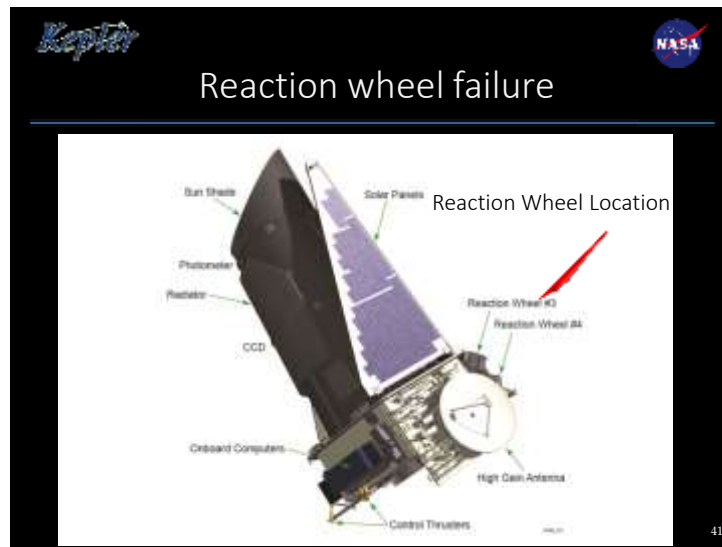 Kepler
NASA
Reaction wheel failure
Sun Shade
Solar Panels
Reaction Wheel Location
Photometer
Radiator
Reaction Wheel #3
Reaction Wheel #4
CCD
Onboard Computers
High Gain Antenna
Control Thrusters
41